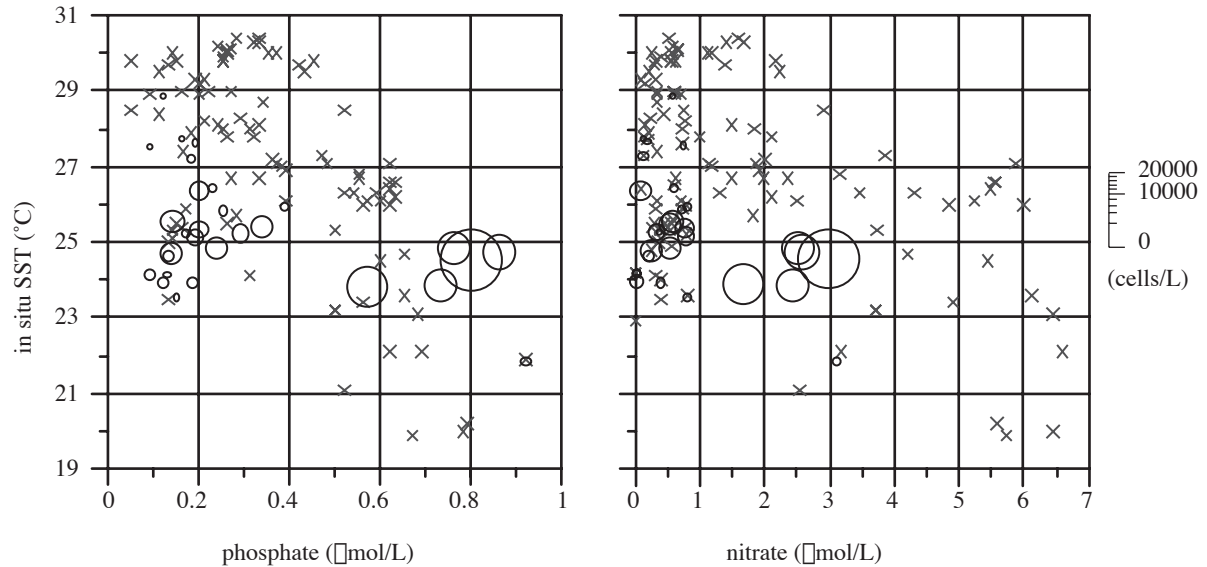 31
29
27
25
23
21
19
in situ SST (˚C)
0 0.2 0.4 0.6 0.8 1
phosphate (□mol/L)
0 1 2 3 4 5 6 7
nitrate (□mol/L)
20000
10000
0
(cells/L)